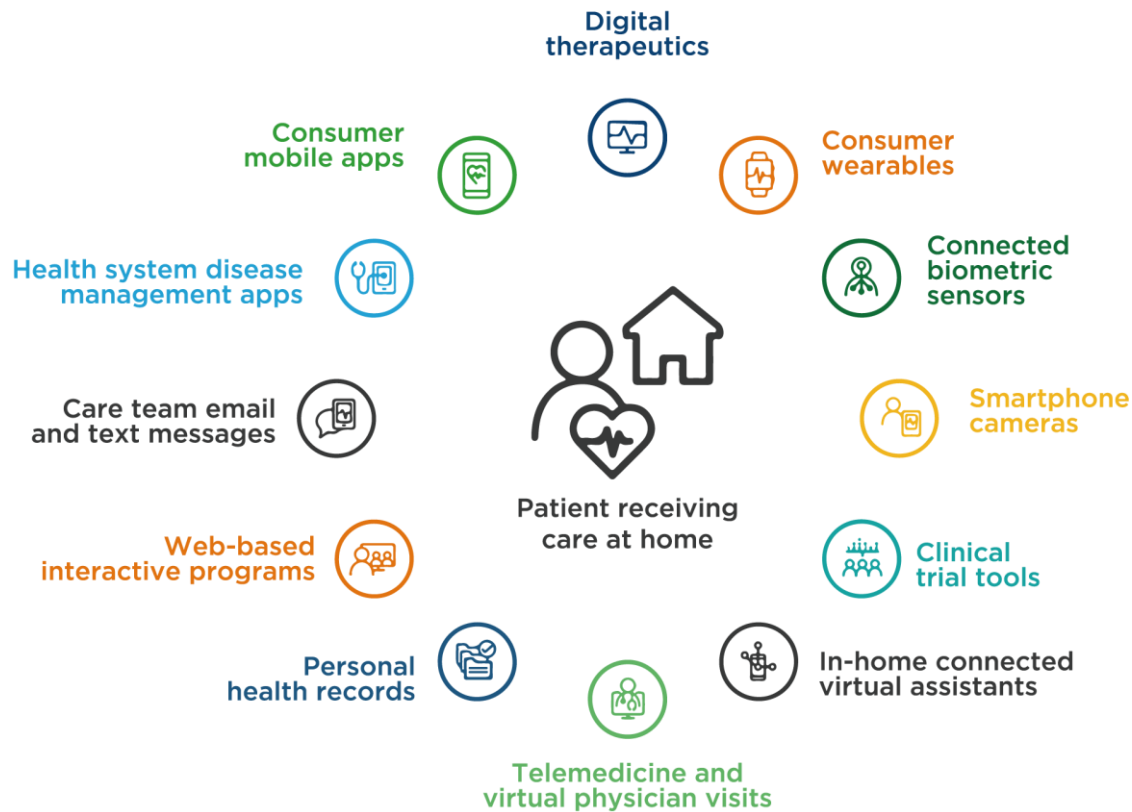 Digital
therapeutics
Consumer
mobile apps
Consumer
wearables
Health system disease
management apps
Connected
biometric
sensors
Care team email
and text messages
Smartphone
cameras
Patient receiving
care at home
Web-based
interactive programs
Clinical
trial tools
Personal
health records
In-home connected
virtual assistants
Telemedicine and
virtual physician visits